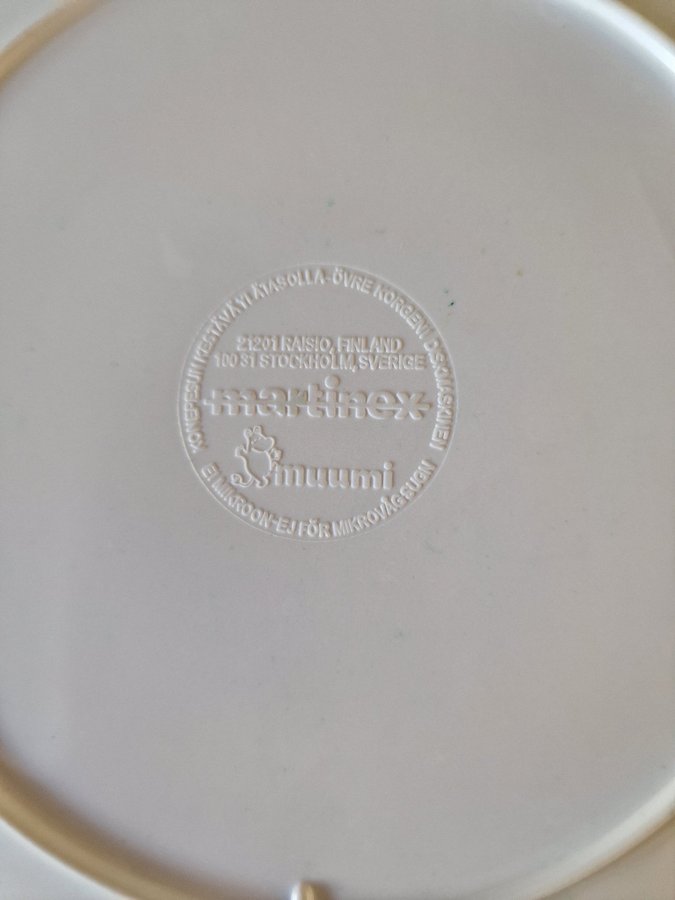 KONEPESUN KESTÄVÄ YLÄTASOLLA-ÖVRE KORGEN I DISKMASKINEN
21201 RAISIO, FINLAND
100 31 STOCKHOLM, SVERIGE
martinex
muumi
EI MIKROON-EJ FÖR MIKROVÅGSUGN